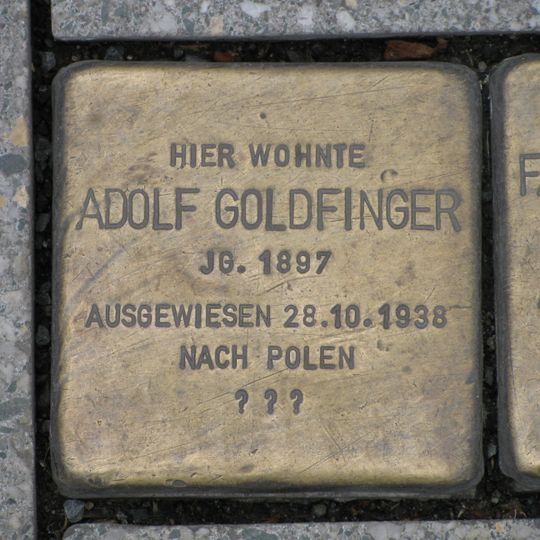 HIER WOHNTE
ADOLF GOLDFINGER
JG. 1897
AUSGEWIESEN 28.10.1938
NACH POLEN
? ? ?